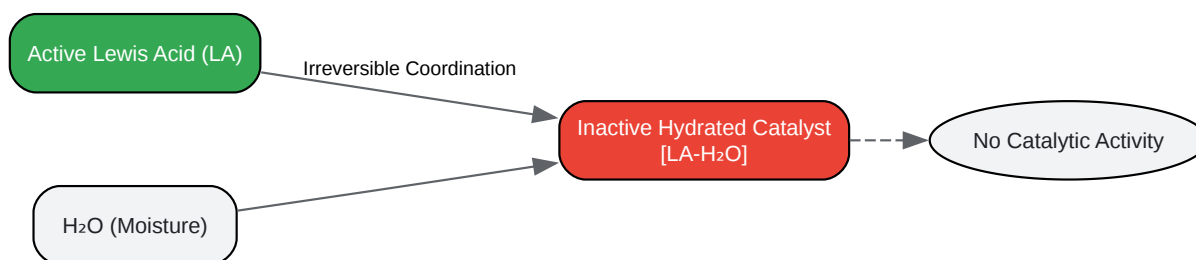 Active Lewis Acid (LA)
Irreversible Coordination
Inactive Hydrated Catalyst
[LA-H₂O]
No Catalytic Activity
H₂O (Moisture)